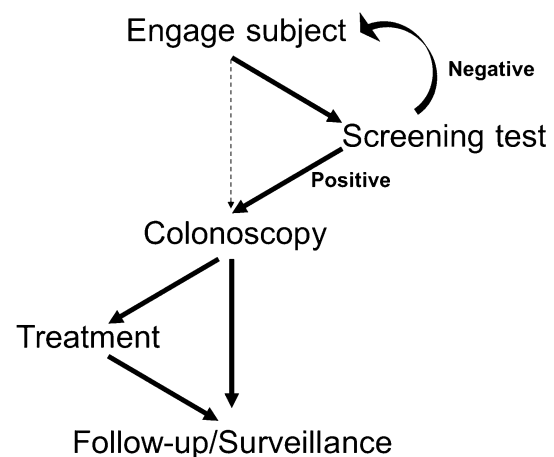 Engage subject
Negative
Screening test
Positive
Colonoscopy
Treatment
Follow-up/Surveillance